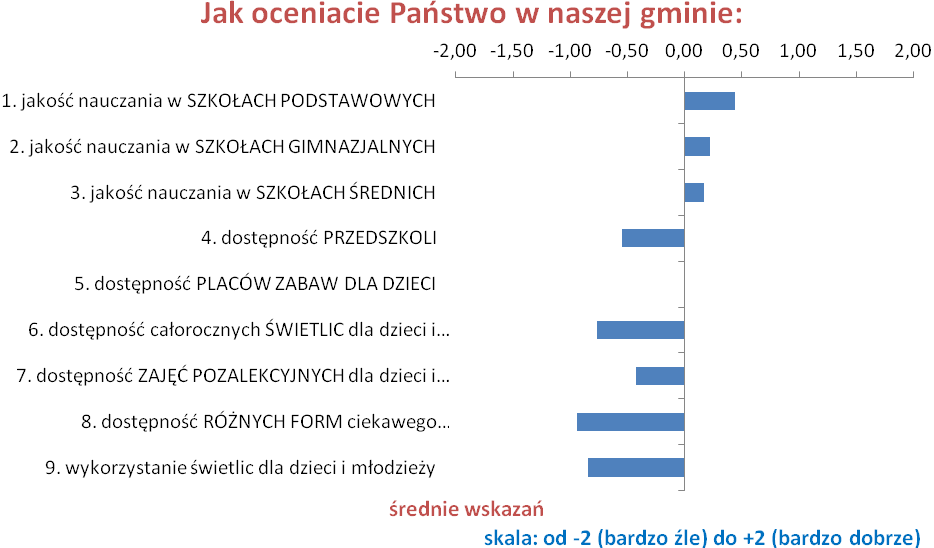 Jak oceniacie Państwo w naszej gminie:
-2,00 -1,50 -1,00 -0,50 0,00 0,50 1,00 1,50 2,00
1. jakość nauczania w SZKOŁACH PODSTAWOWYCH
2. jakość nauczania w SZKOŁACH GIMNAZJALNYCH
3. jakość nauczania w SZKOŁACH ŚREDNICH
4. dostępność PRZEDSZKOLI
5. dostępność PLACÓW ZABAW DLA DZIECI
6. dostępność całorocznych ŚWIETLIC dla dzieci i...
7. dostępność ZAJĘĆ POZALEKCYJNYCH dla dzieci i...
8. dostępność RÓŻNYCH FORM ciekawego...
9. wykorzystanie świetlic dla dzieci i młodzieży
średnie wskazań
skala: od -2 (bardzo źle) do +2 (bardzo dobrze)